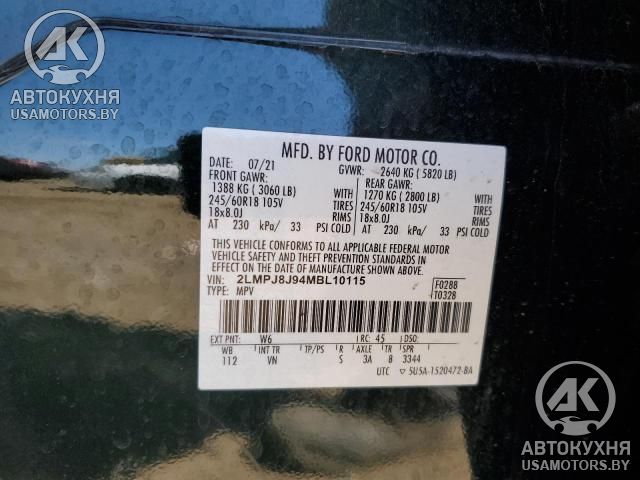 АК
АВТОКУХНЯ
USAMOTORS.BY
MFD. BY FORD MOTOR CO.
DATE: 07/21 GVWR: 2640 KG ( 5820 LB)
FRONT GAWR: REAR GAWR:
1388 KG ( 3060 LB) 1270 KG ( 2800 LB)
245/60R18 105V TIRES 245/60R18 105V TIRES
18x8.0J RIMS 18x8.0J RIMS
AT 230 kPa/ 33 PSI COLD AT 230 kPa/ 33 PSI COLD
THIS VEHICLE CONFORMS TO ALL APPLICABLE FEDERAL MOTOR
VEHICLE SAFETY AND THEFT PREVENTION STANDARDS IN
EFFECT ON THE DATE OF MANUFACTURE SHOWN ABOVE.
VIN: 2LMPJ8J94MBL10115 F0288
TYPE: MPV T0328
EXT PNT: W6 RC: 45 DSO:
WB INT TR TP/PS R AXLE TR SPR
112 VN S 3A 8 3344
UTC ▽ 5U5A-1520472-BA
АК
АВТОКУХНЯ
USAMOTORS.BY